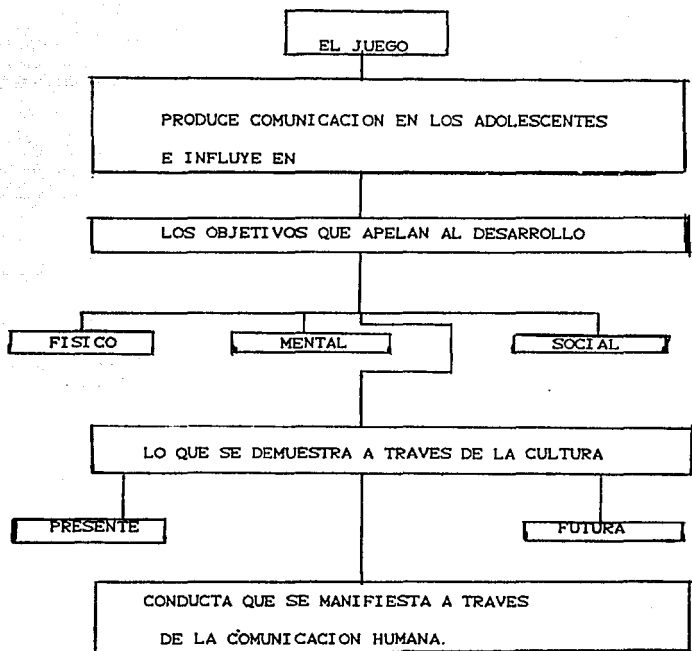 EL JUEGO
PRODUCE COMUNICACION EN LOS ADOLESCENTES
E INFLUYE EN
LOS OBJETIVOS QUE APELAN AL DESARROLLO
FISICO MENTAL SOCIAL
LO QUE SE DEMUESTRA A TRAVES DE LA CULTURA
PRESENTE FUTURA
CONDUCTA QUE SE MANIFIESTA A TRAVES
DE LA COMUNICACION HUMANA.